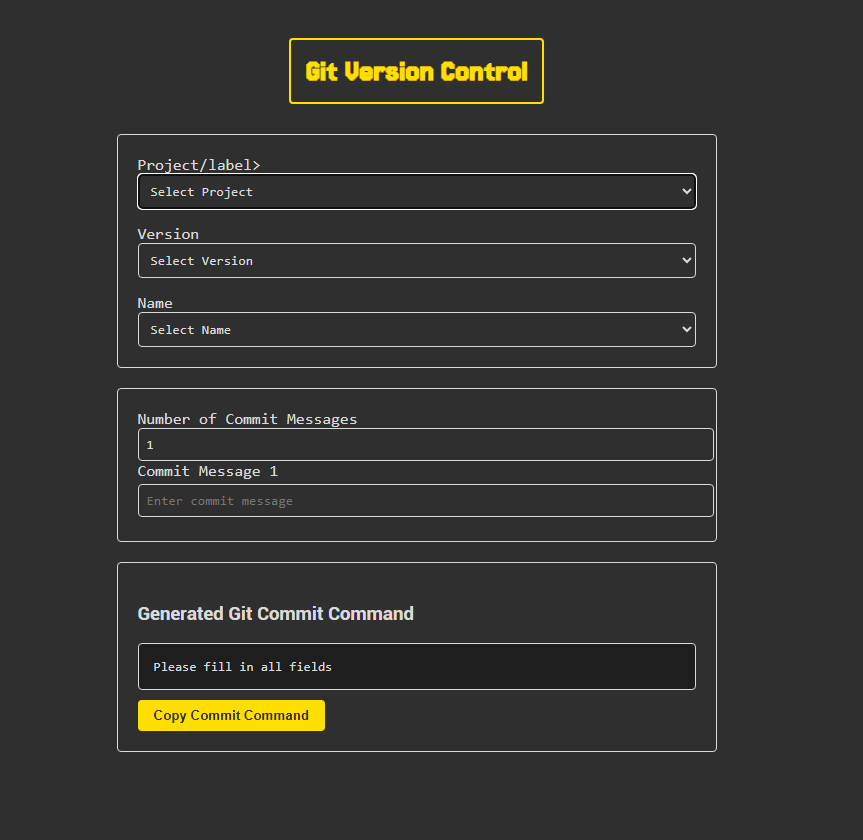 Git Version Control
Project/label>
Select Project
Version
Select Version
Name
Select Name
Number of Commit Messages
1
Commit Message 1
Enter commit message
Generated Git Commit Command
Please fill in all fields
Copy Commit Command